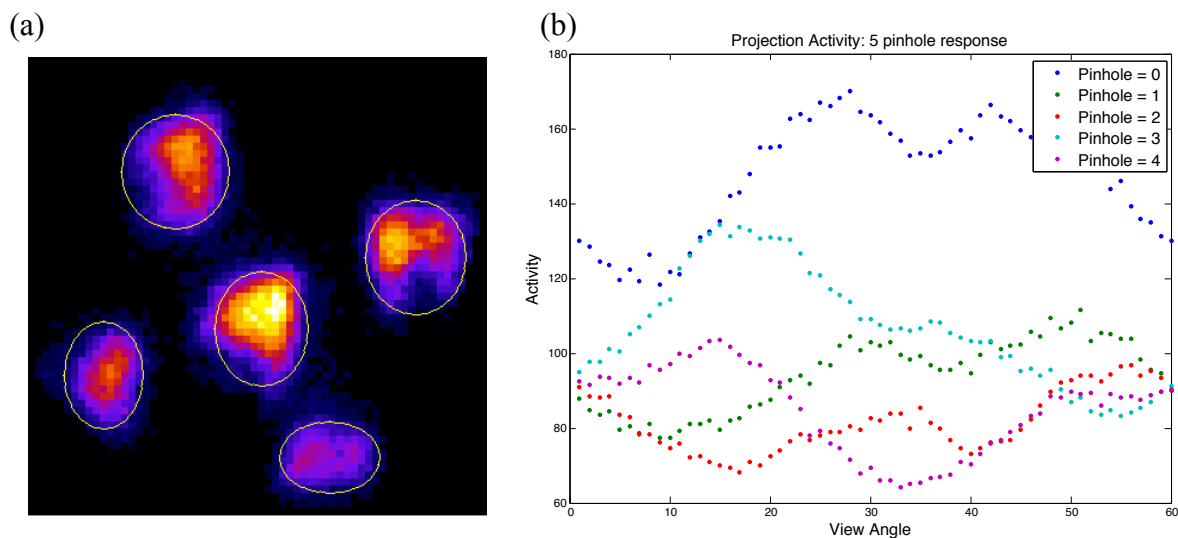 (a)
(b)
Projection Activity: 5 pinhole response
180
160
140
120
100
80
60
Activity
Pinhole = 0
Pinhole = 1
Pinhole = 2
Pinhole = 3
Pinhole = 4
0 10 20 30 40 50 60
View Angle